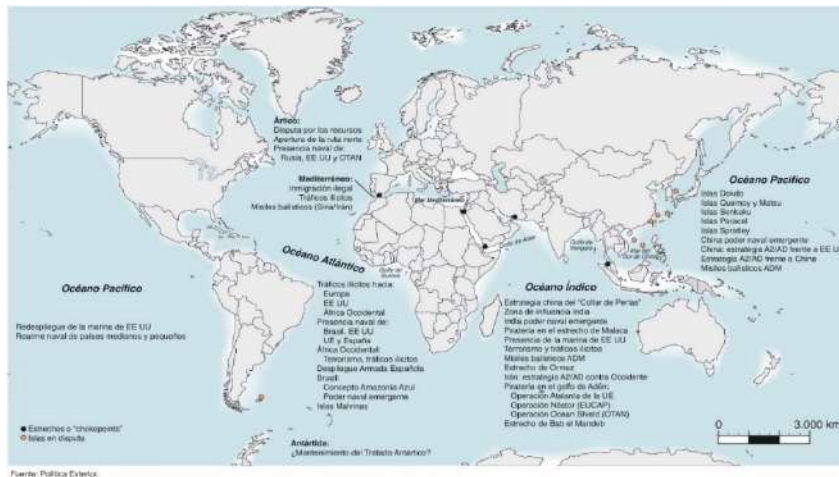 Ártico:
Disputa por los recursos
Apertura de la ruta norte
Presencia naval de:
Rusia, EE UU y OTAN
Mediterráneo:
Inmigración ilegal
Tráficos ilícitos
Misiles balísticos (Siria/Irán)
Mar Mediterráneo
Golfo de Adén
Golfo de Bengala
Mar del Sur de China
Golfo de Guinea
Océano Pacífico
Islas Dokdo
Islas Quemoy y Matsu
Islas Senkaku
Islas Paracel
Islas Spratley
China poder naval emergente
China: estrategia A2/AD frente a EE UU
Estrategia A2/AD frente a China
Misiles balísticos ADM
Océano Pacífico
Redespliegue de la marina de EE UU
Rearme naval de países medianos y pequeños
Océano Atlántico
Tráficos ilícitos hacia:
Europa
EE UU
África Occidental
Presencia naval de:
Brasil, EE UU
UE y España
África Occidental:
Terrorismo, tráficos ilícitos
Despliegue Armada Española
Brasil:
Concepto Amazonia Azul
Poder naval emergente
Islas Malvinas
Océano Índico
Estrategia china del "Collar de Perlas"
Zona de influencia india
India poder naval emergente
Piratería en el estrecho de Malaca
Presencia de la marina de EE UU
Terrorismo y tráficos ilícitos
Misiles balísticos ADM
Estrecho de Ormuz
Irán: estrategia A2/AD contra Occidente
Piratería en el golfo de Adén:
Operación Atalanta de la UE
Operación Néstor (EUCAP)
Operación Ocean Shield (OTAN)
Estrecho de Bab el Mandeb
Estrechos o "chokepoints"
Islas en disputa
Antártida:
¿Mantenimiento del Tratado Antártico?
0 3.000 km
Fuente: Política Exterior.